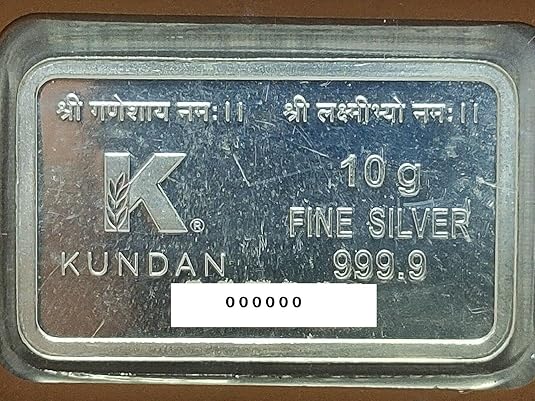 श्री गणेशाय नमः।। श्री लक्ष्मीभ्यो नमः।।
K®
KUNDAN
10 g
FINE SILVER
999.9
000000